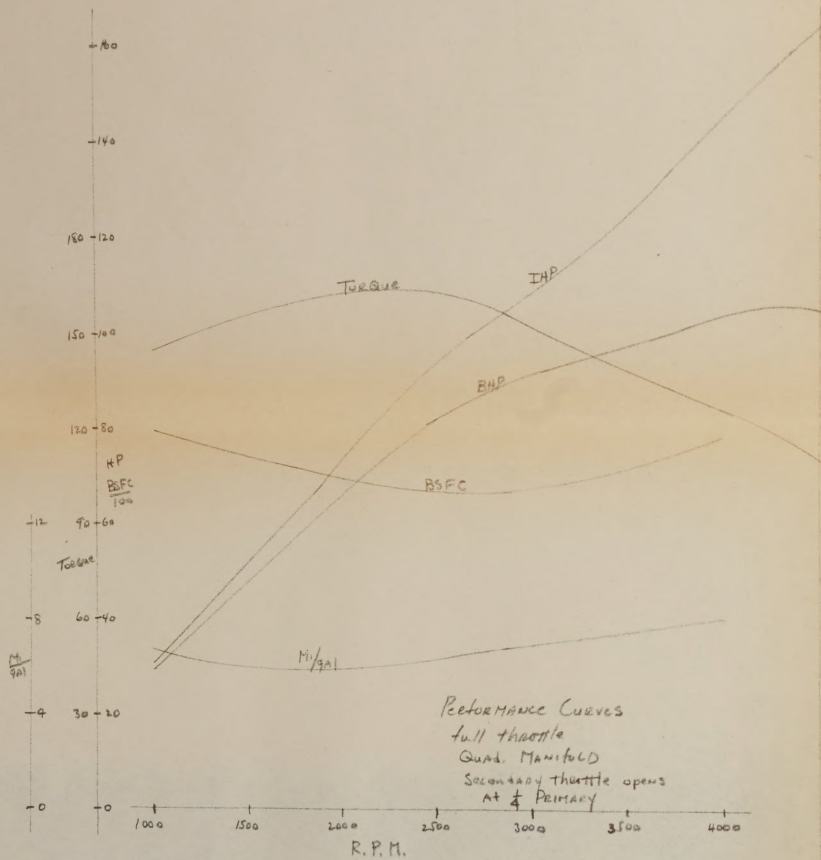 160
140
180 120
IHP
Torque
150 100
BHP
120 80
HP
BSFC
100
BSFC
12 90 60
Torque
8 60 40
Mi
gal
Mi/gal
Performance Curves
full throttle
Quad. Manifold
4 30 20
Secondary throttle opens
At Primary
0 0
1000 1500 2000 2500 3000 3500 4000
R.P.M.